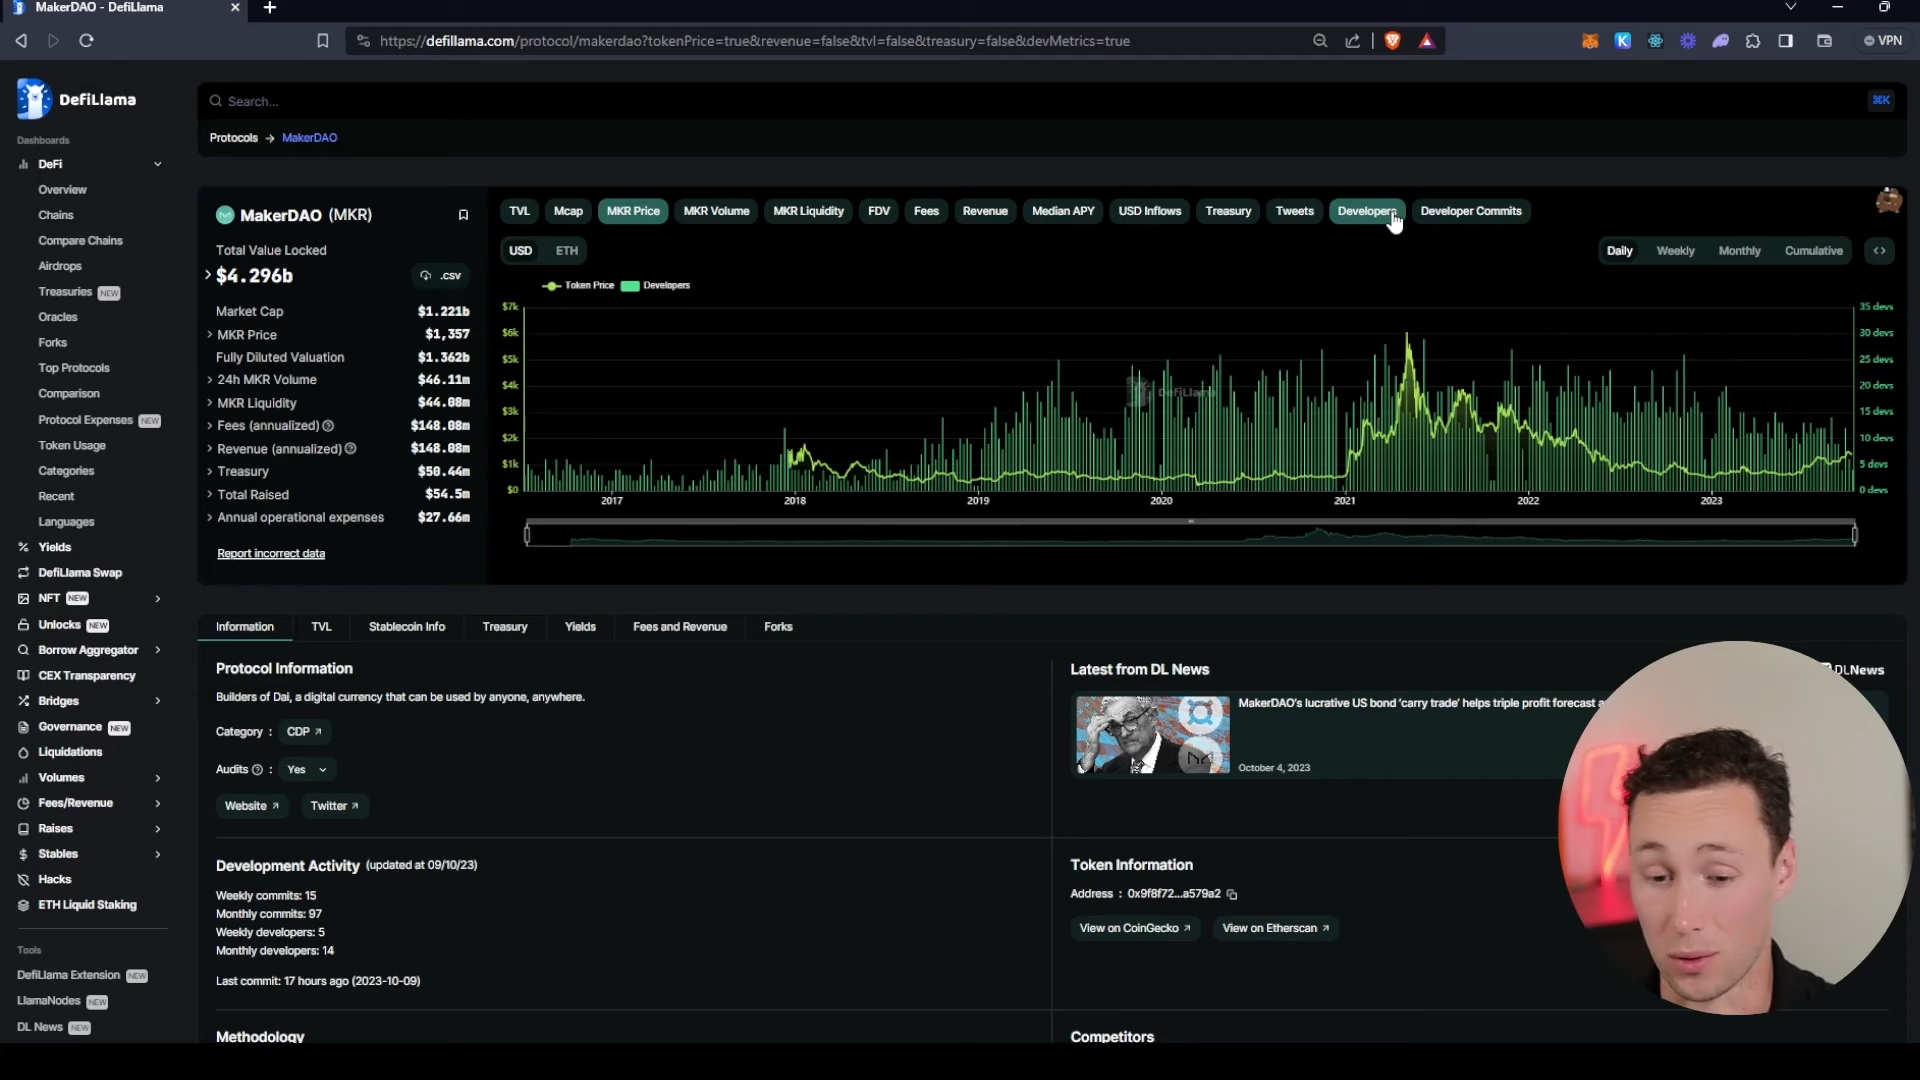 MakerDAO - DefiLlama
https://defillama.com/protocol/makerdao?tokenPrice=true&revenue=false&tvl=false&treasury=false&devMetrics=true
VPN
DefiLlama
Search...
⌘K
Protocols → MakerDAO
Dashboards
DeFi
Overview
Chains
Compare Chains
Airdrops
Treasuries NEW
Oracles
Forks
Top Protocols
Comparison
Protocol Expenses NEW
Token Usage
Categories
Recent
Languages
Yields
DefiLlama Swap
NFT NEW
Unlocks NEW
Borrow Aggregator
CEX Transparency
Bridges
Governance NEW
Liquidations
Volumes
Fees/Revenue
Raises
Stables
Hacks
ETH Liquid Staking
Tools
DefiLlama Extension NEW
LlamaNodes NEW
DL News NEW
MakerDAO (MKR)
Total Value Locked
$4.296b
.csv
Market Cap $1.221b
MKR Price $1,357
Fully Diluted Valuation $1.362b
24h MKR Volume $46.11m
MKR Liquidity $44.08m
Fees (annualized) $148.08m
Revenue (annualized) $148.08m
Treasury $50.44m
Total Raised $54.5m
Annual operational expenses $27.66m
Report incorrect data
TVL Mcap MKR Price MKR Volume MKR Liquidity FDV Fees Revenue Median APY USD Inflows Treasury Tweets Developers Developer Commits
USD ETH
Daily Weekly Monthly Cumulative
Token Price Developers
$7k
$6k
$5k
$4k
$3k
$2k
$1k
$0
35 devs
30 devs
25 devs
20 devs
15 devs
10 devs
5 devs
0 devs
DefiLlama
2017 2018 2019 2020 2021 2022 2023
Information TVL Stablecoin Info Treasury Yields Fees and Revenue Forks
Protocol Information
Builders of Dai, a digital currency that can be used by anyone, anywhere.
Category : CDP
Audits : Yes
Website Twitter
Latest from DL News
DLNews
MakerDAO's lucrative US bond 'carry trade' helps triple profit forecast
October 4, 2023
Development Activity (updated at 09/10/23)
Weekly commits: 15
Monthly commits: 97
Weekly developers: 5
Monthly developers: 14
Last commit: 17 hours ago (2023-10-09)
Token Information
Address : 0x9f8f72...a579a2
View on CoinGecko View on Etherscan
Methodology
Competitors